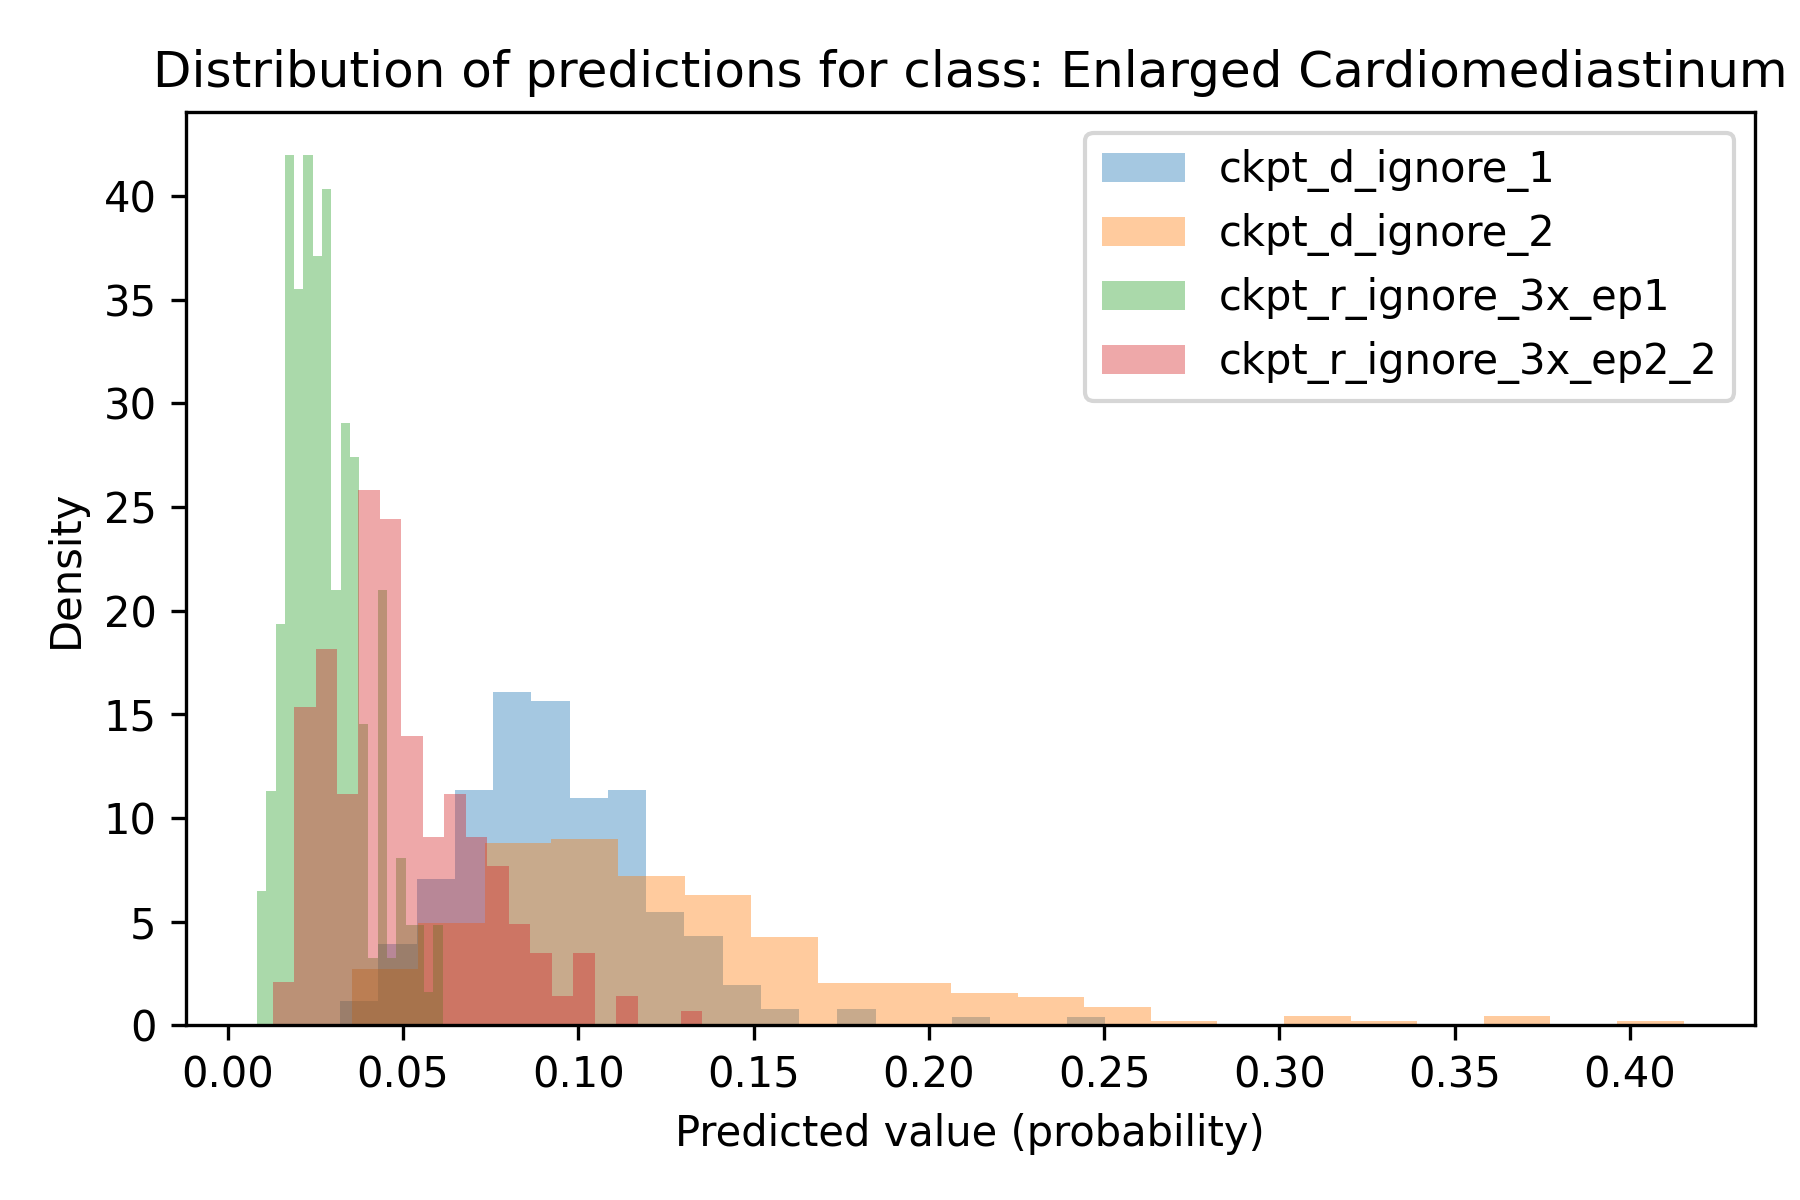 Distribution of predictions for class: Enlarged Cardiomediastinum
ckpt_d_ignore_1
ckpt_d_ignore_2
ckpt_r_ignore_3x_ep1
ckpt_r_ignore_3x_ep2_2
Density
40
35
30
25
20
15
10
5
0
0.00 0.05 0.10 0.15 0.20 0.25 0.30 0.35 0.40
Predicted value (probability)